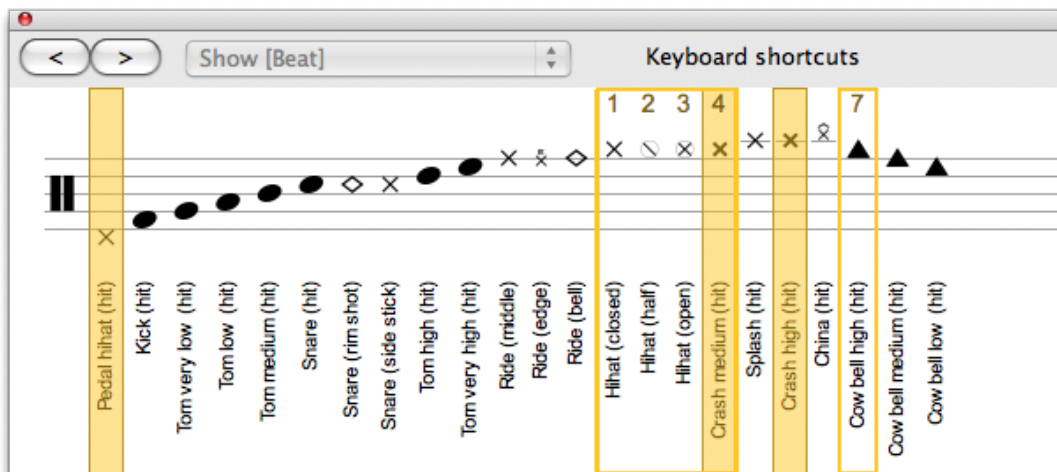 < > Show [Beat] Keyboard shortcuts
1 2 3 4 7
Pedal hihat (hit)
Kick (hit)
Tom very low (hit)
Tom low (hit)
Tom medium (hit)
Snare (hit)
Snare (rim shot)
Snare (side stick)
Tom high (hit)
Tom very high (hit)
Ride (middle)
Ride (edge)
Ride (bell)
Hihat (closed)
Hihat (half)
Hihat (open)
Crash medium (hit)
Splash (hit)
Crash high (hit)
China (hit)
Cow bell high (hit)
Cow bell medium (hit)
Cow bell low (hit)